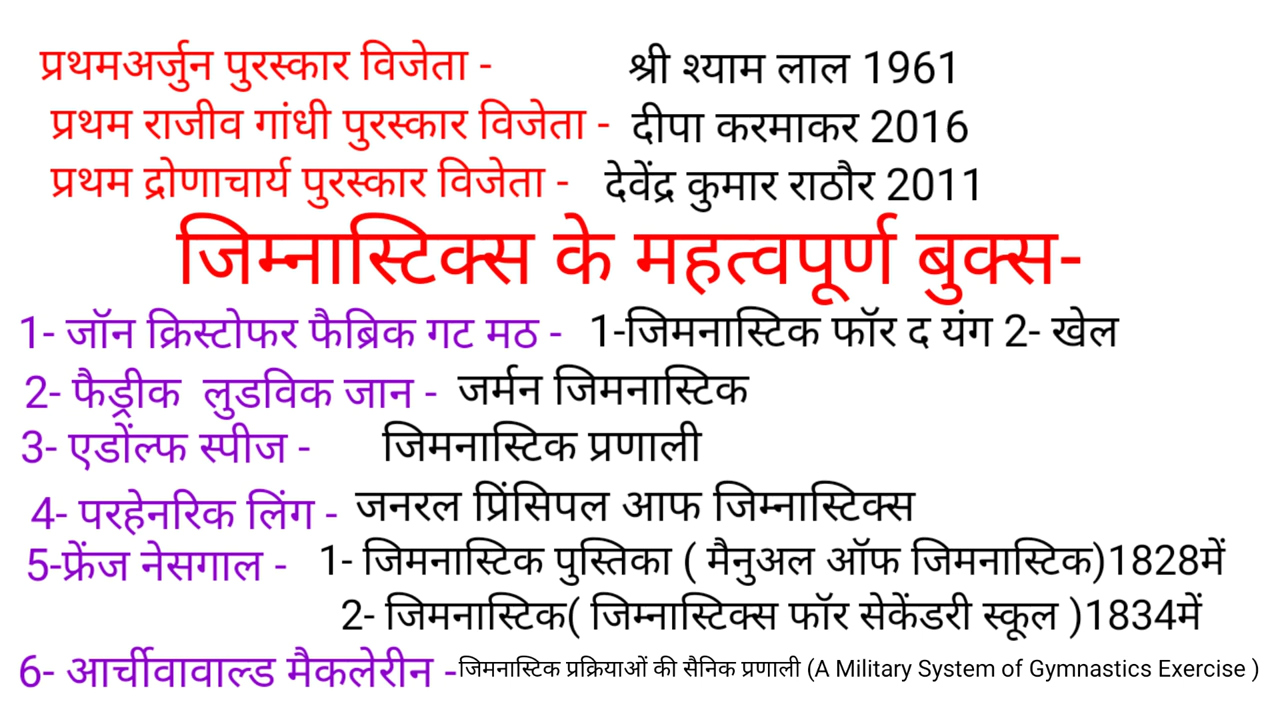 प्रथमअर्जुन पुरस्कार विजेता - श्री श्याम लाल 1961
प्रथम राजीव गांधी पुरस्कार विजेता - दीपा करमाकर 2016
प्रथम द्रोणाचार्य पुरस्कार विजेता - देवेंद्र कुमार राठौर 2011
जिम्नास्टिक्स के महत्वपूर्ण बुक्स-
1- जॉन क्रिस्टोफर फैब्रिक गट मठ - 1-जिमनास्टिक फॉर द यंग 2- खेल
2- फैड्रीक लुडविक जान - जर्मन जिमनास्टिक
3- एडोंल्फ स्पीज - जिमनास्टिक प्रणाली
4- परहेनरिक लिंग - जनरल प्रिंसिपल आफ जिम्नास्टिक्स
5-फ्रेंज नेसगाल - 1- जिमनास्टिक पुस्तिका ( मैनुअल ऑफ जिमनास्टिक)1828में
2- जिमनास्टिक( जिम्नास्टिक्स फॉर सेकेंडरी स्कूल )1834में
6- आर्चीवावाल्ड मैकलेरीन -जिमनास्टिक प्रक्रियाओं की सैनिक प्रणाली (A Military System of Gymnastics Exercise )